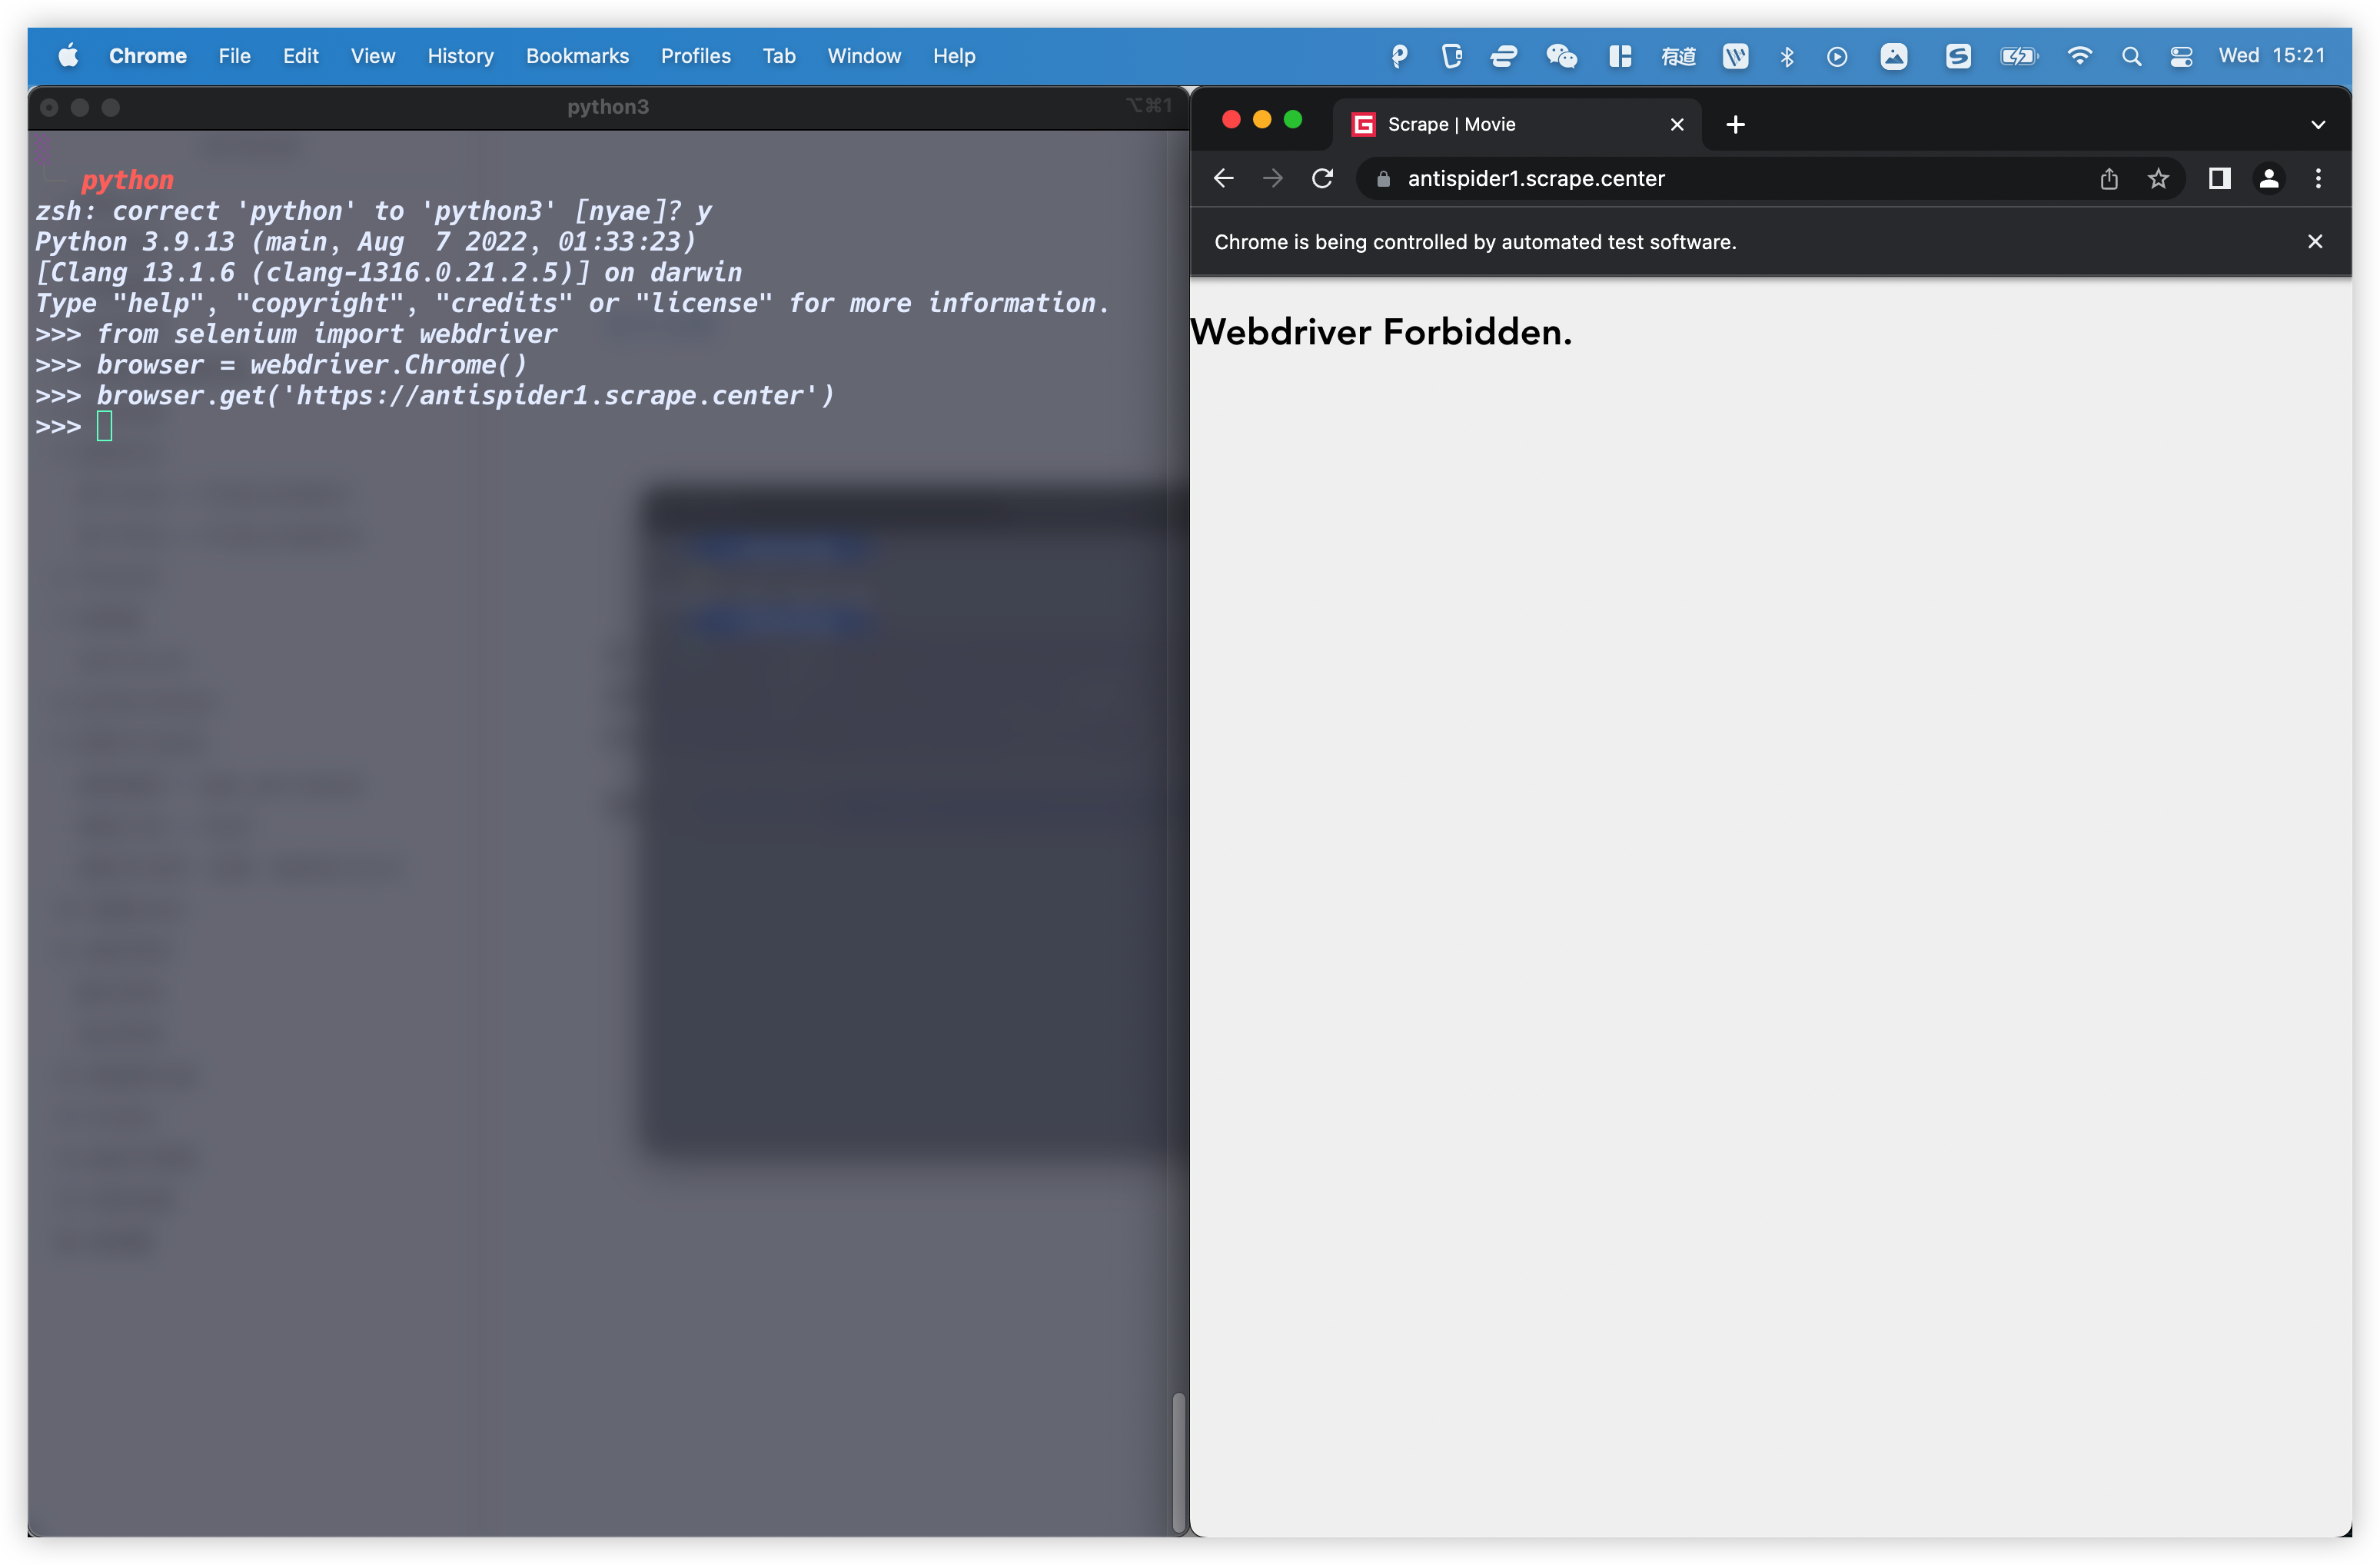 Chrome File Edit View History Bookmarks Profiles Tab Window Help 有道 Wed 15:21
python3 ⌥⌘1
python
zsh: correct 'python' to 'python3' [nyae]? y
Python 3.9.13 (main, Aug  7 2022, 01:33:23)
[Clang 13.1.6 (clang-1316.0.21.2.5)] on darwin
Type "help", "copyright", "credits" or "license" for more information.
>>> from selenium import webdriver
>>> browser = webdriver.Chrome()
>>> browser.get('https://antispider1.scrape.center')
>>>
Scrape | Movie
antispider1.scrape.center
Chrome is being controlled by automated test software.
Webdriver Forbidden.